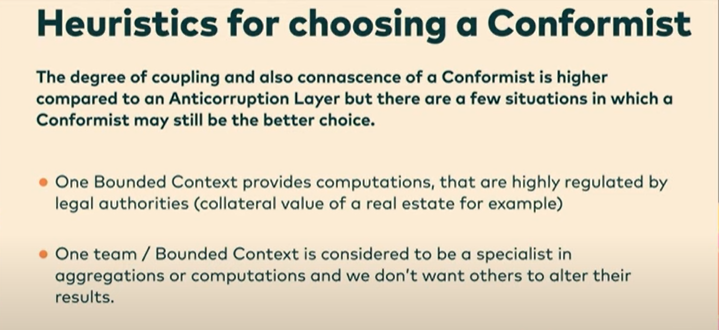 Heuristics for choosing a Conformist
The degree of coupling and also connascence of a Conformist is higher
compared to an Anticorruption Layer but there are a few situations in which a
Conformist may still be the better choice.
• One Bounded Context provides computations, that are highly regulated by
legal authorities (collateral value of a real estate for example)
• One team / Bounded Context is considered to be a specialist in
aggregations or computations and we don't want others to alter their
results.